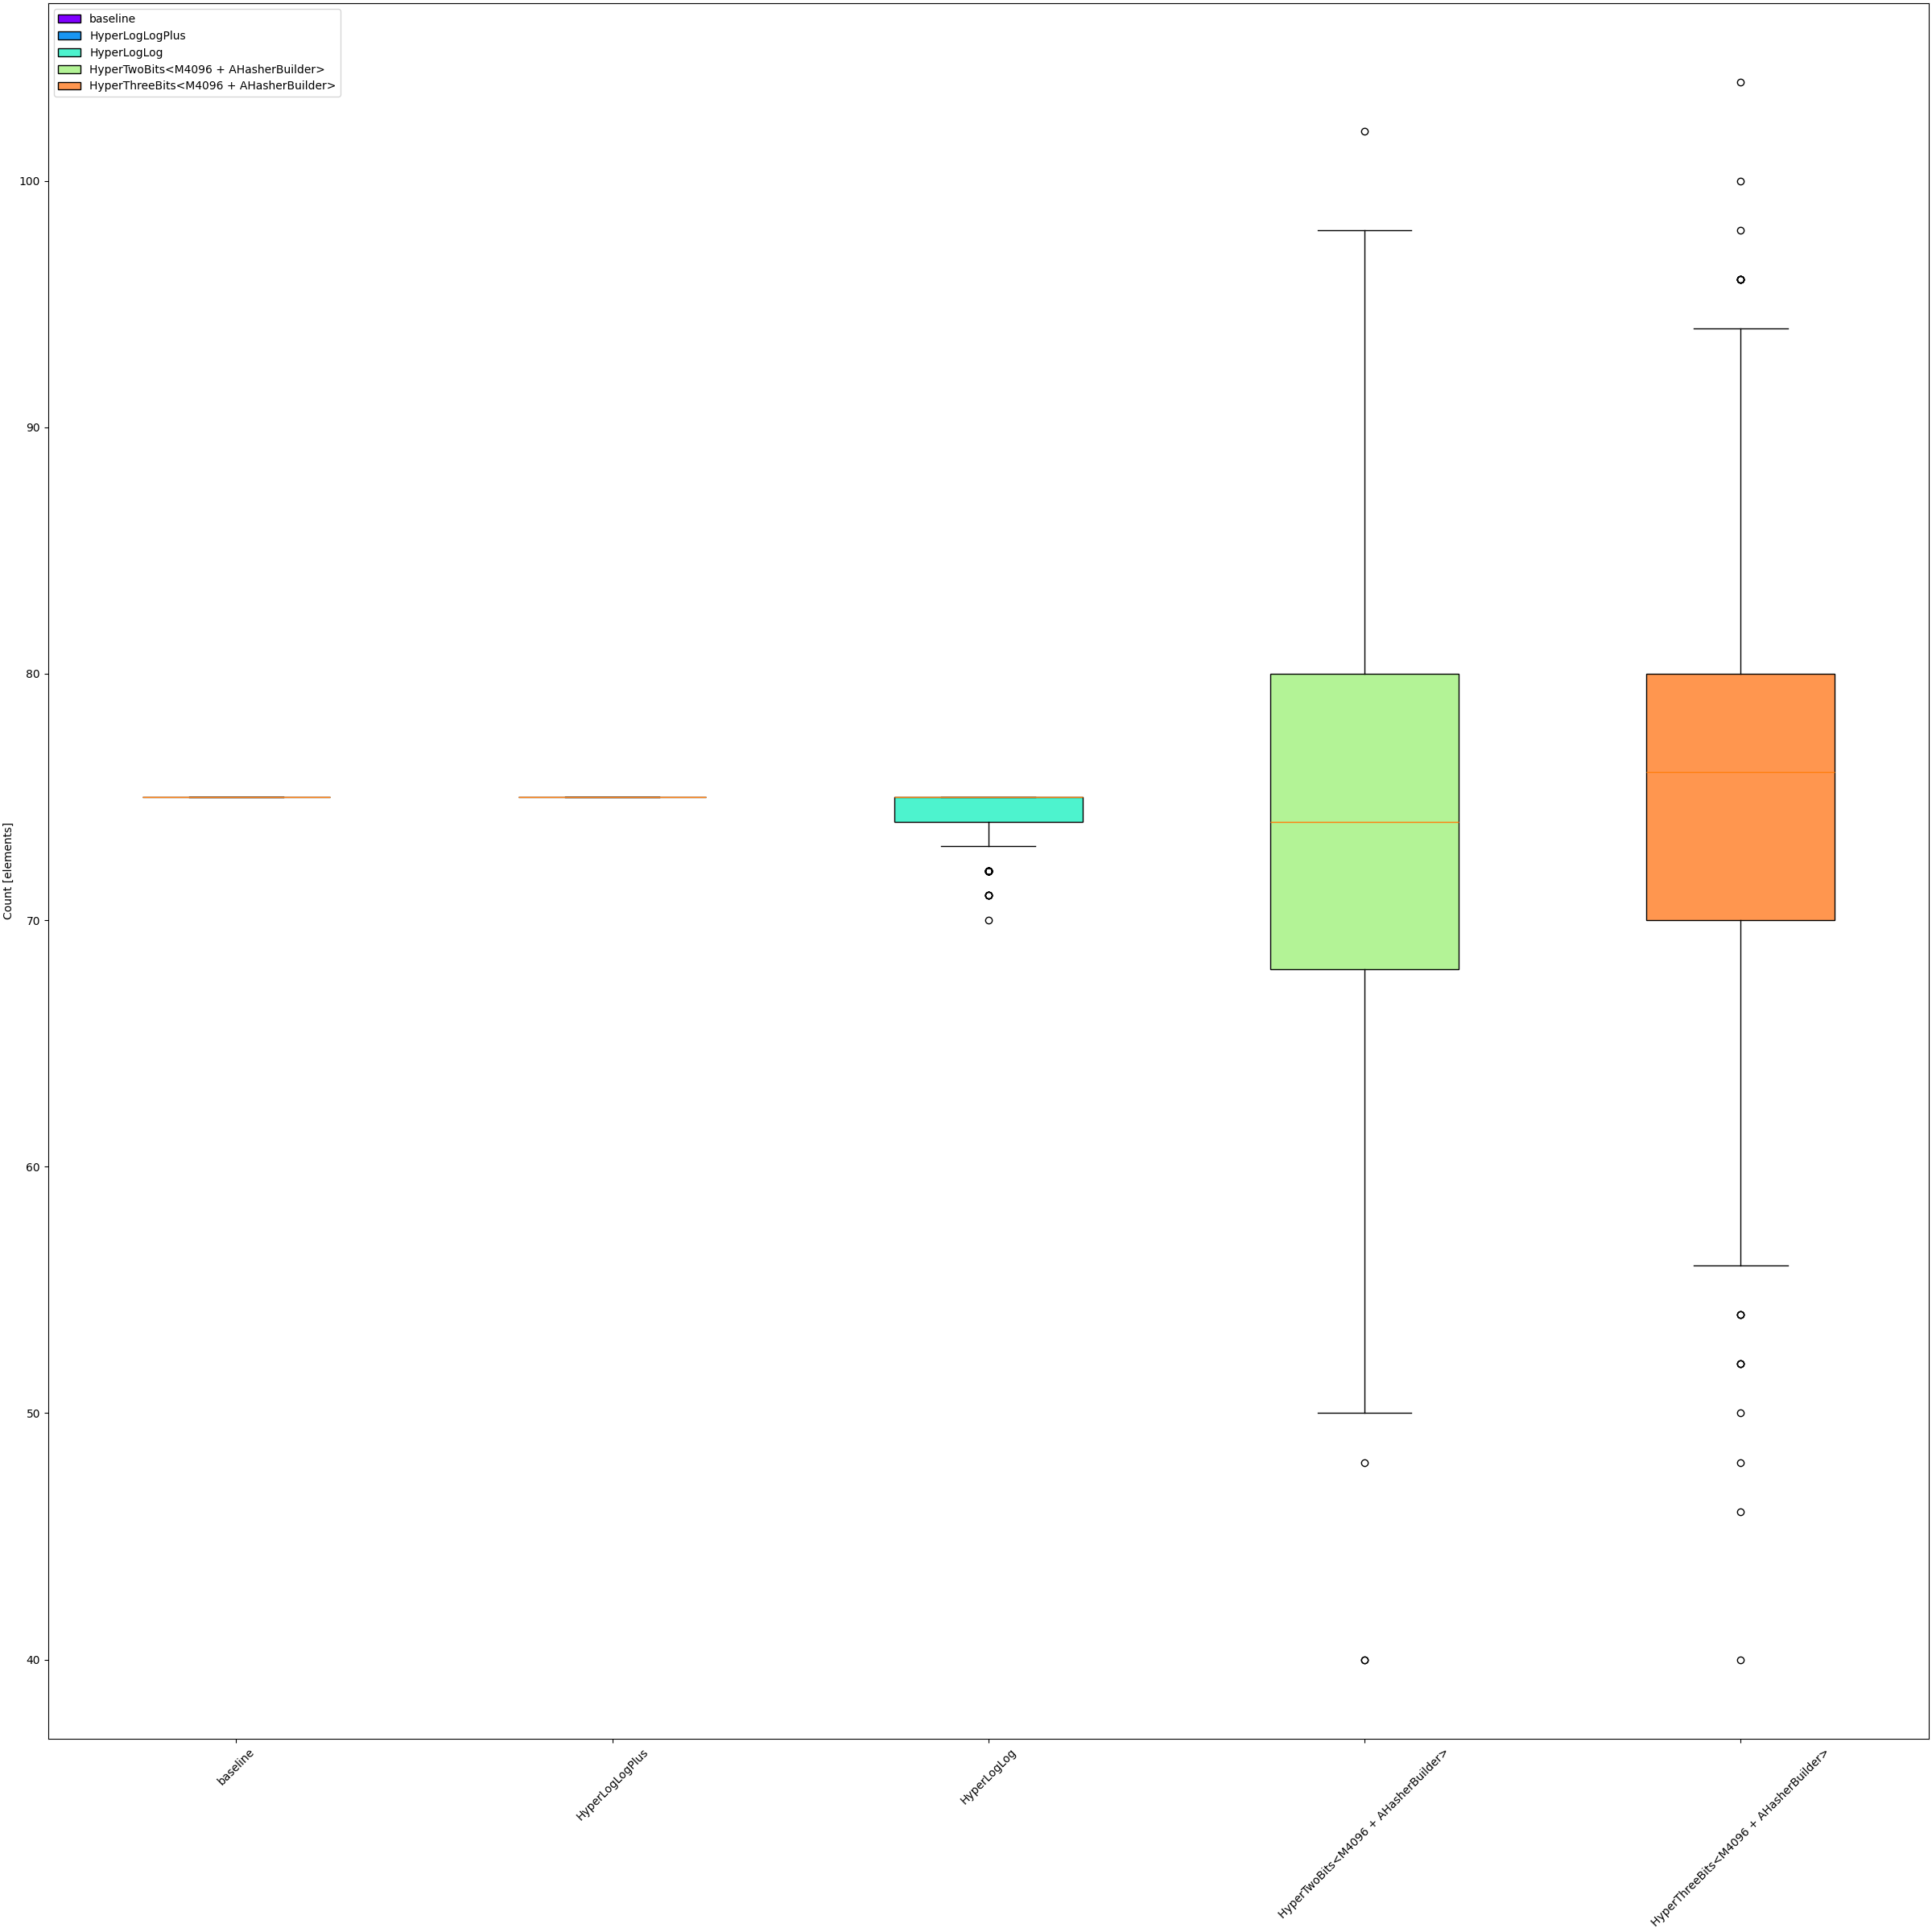 baseline
HyperLogLogPlus
HyperLogLog
HyperTwoBits<M4096 + AHasherBuilder>
HyperThreeBits<M4096 + AHasherBuilder>
100
90
80
70
60
50
40
Count [elements]
baseline
HyperLogLogPlus
HyperLogLog
HyperTwoBits<M4096 + AHasherBuilder>
HyperThreeBits<M4096 + AHasherBuilder>